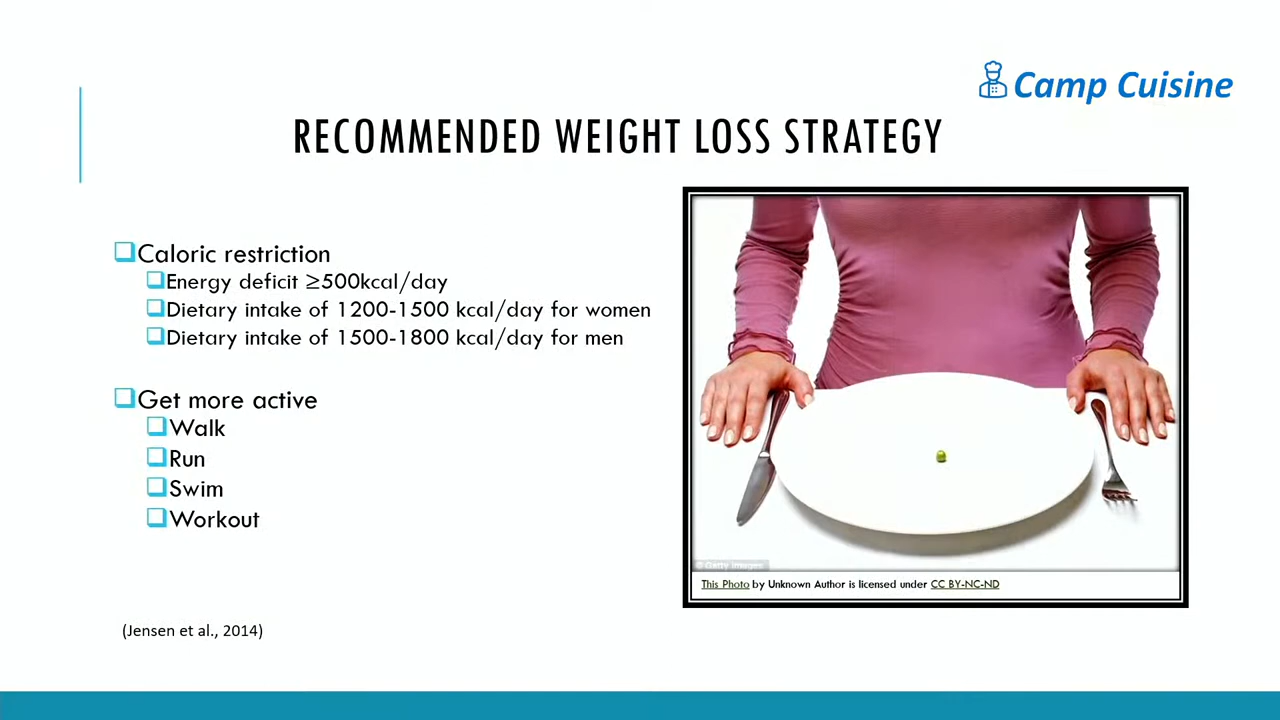 Camp Cuisine
RECOMMENDED WEIGHT LOSS STRATEGY
Caloric restriction
Energy deficit ≥500kcal/day
Dietary intake of 1200-1500 kcal/day for women
Dietary intake of 1500-1800 kcal/day for men
Get more active
Walk
Run
Swim
Workout
© Getty Images
This Photo by Unknown Author is licensed under CC BY-NC-ND
(Jensen et al., 2014)